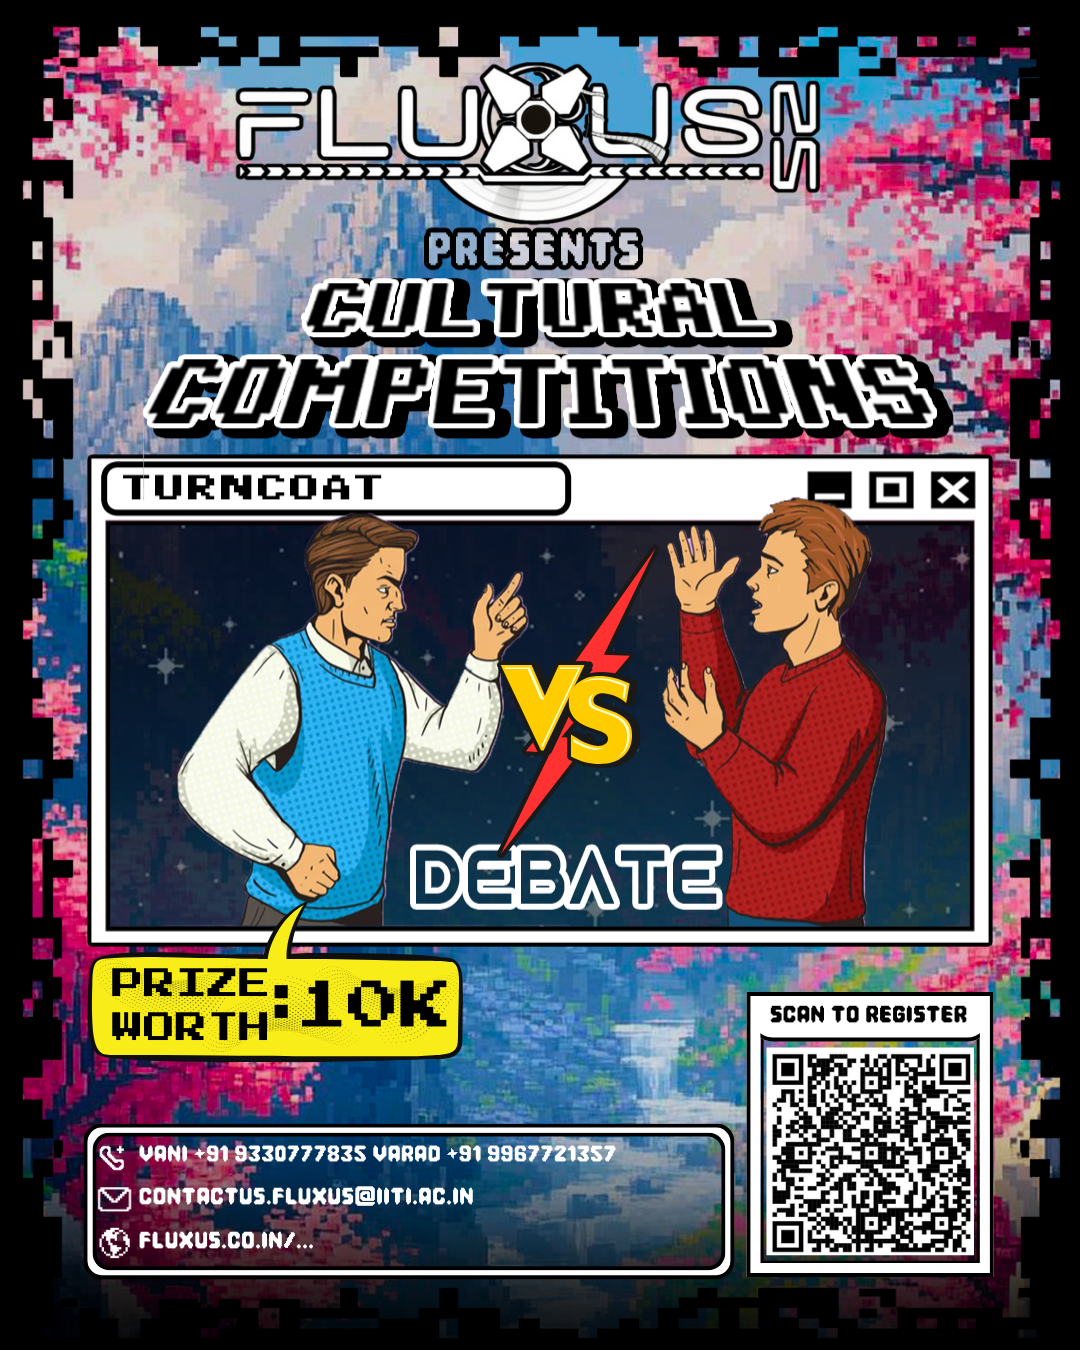 FLUXUS 25
PRESENTS
CULTURAL
COMPETITIONS
TURNCOAT
VS
DEBATE
PRIZE WORTH :10K
SCAN TO REGISTER
VANI +91 9330777835 VARAD +91 9967721357
CONTACTUS.FLUXUS@IITI.AC.IN
FLUXUS.CO.IN/...